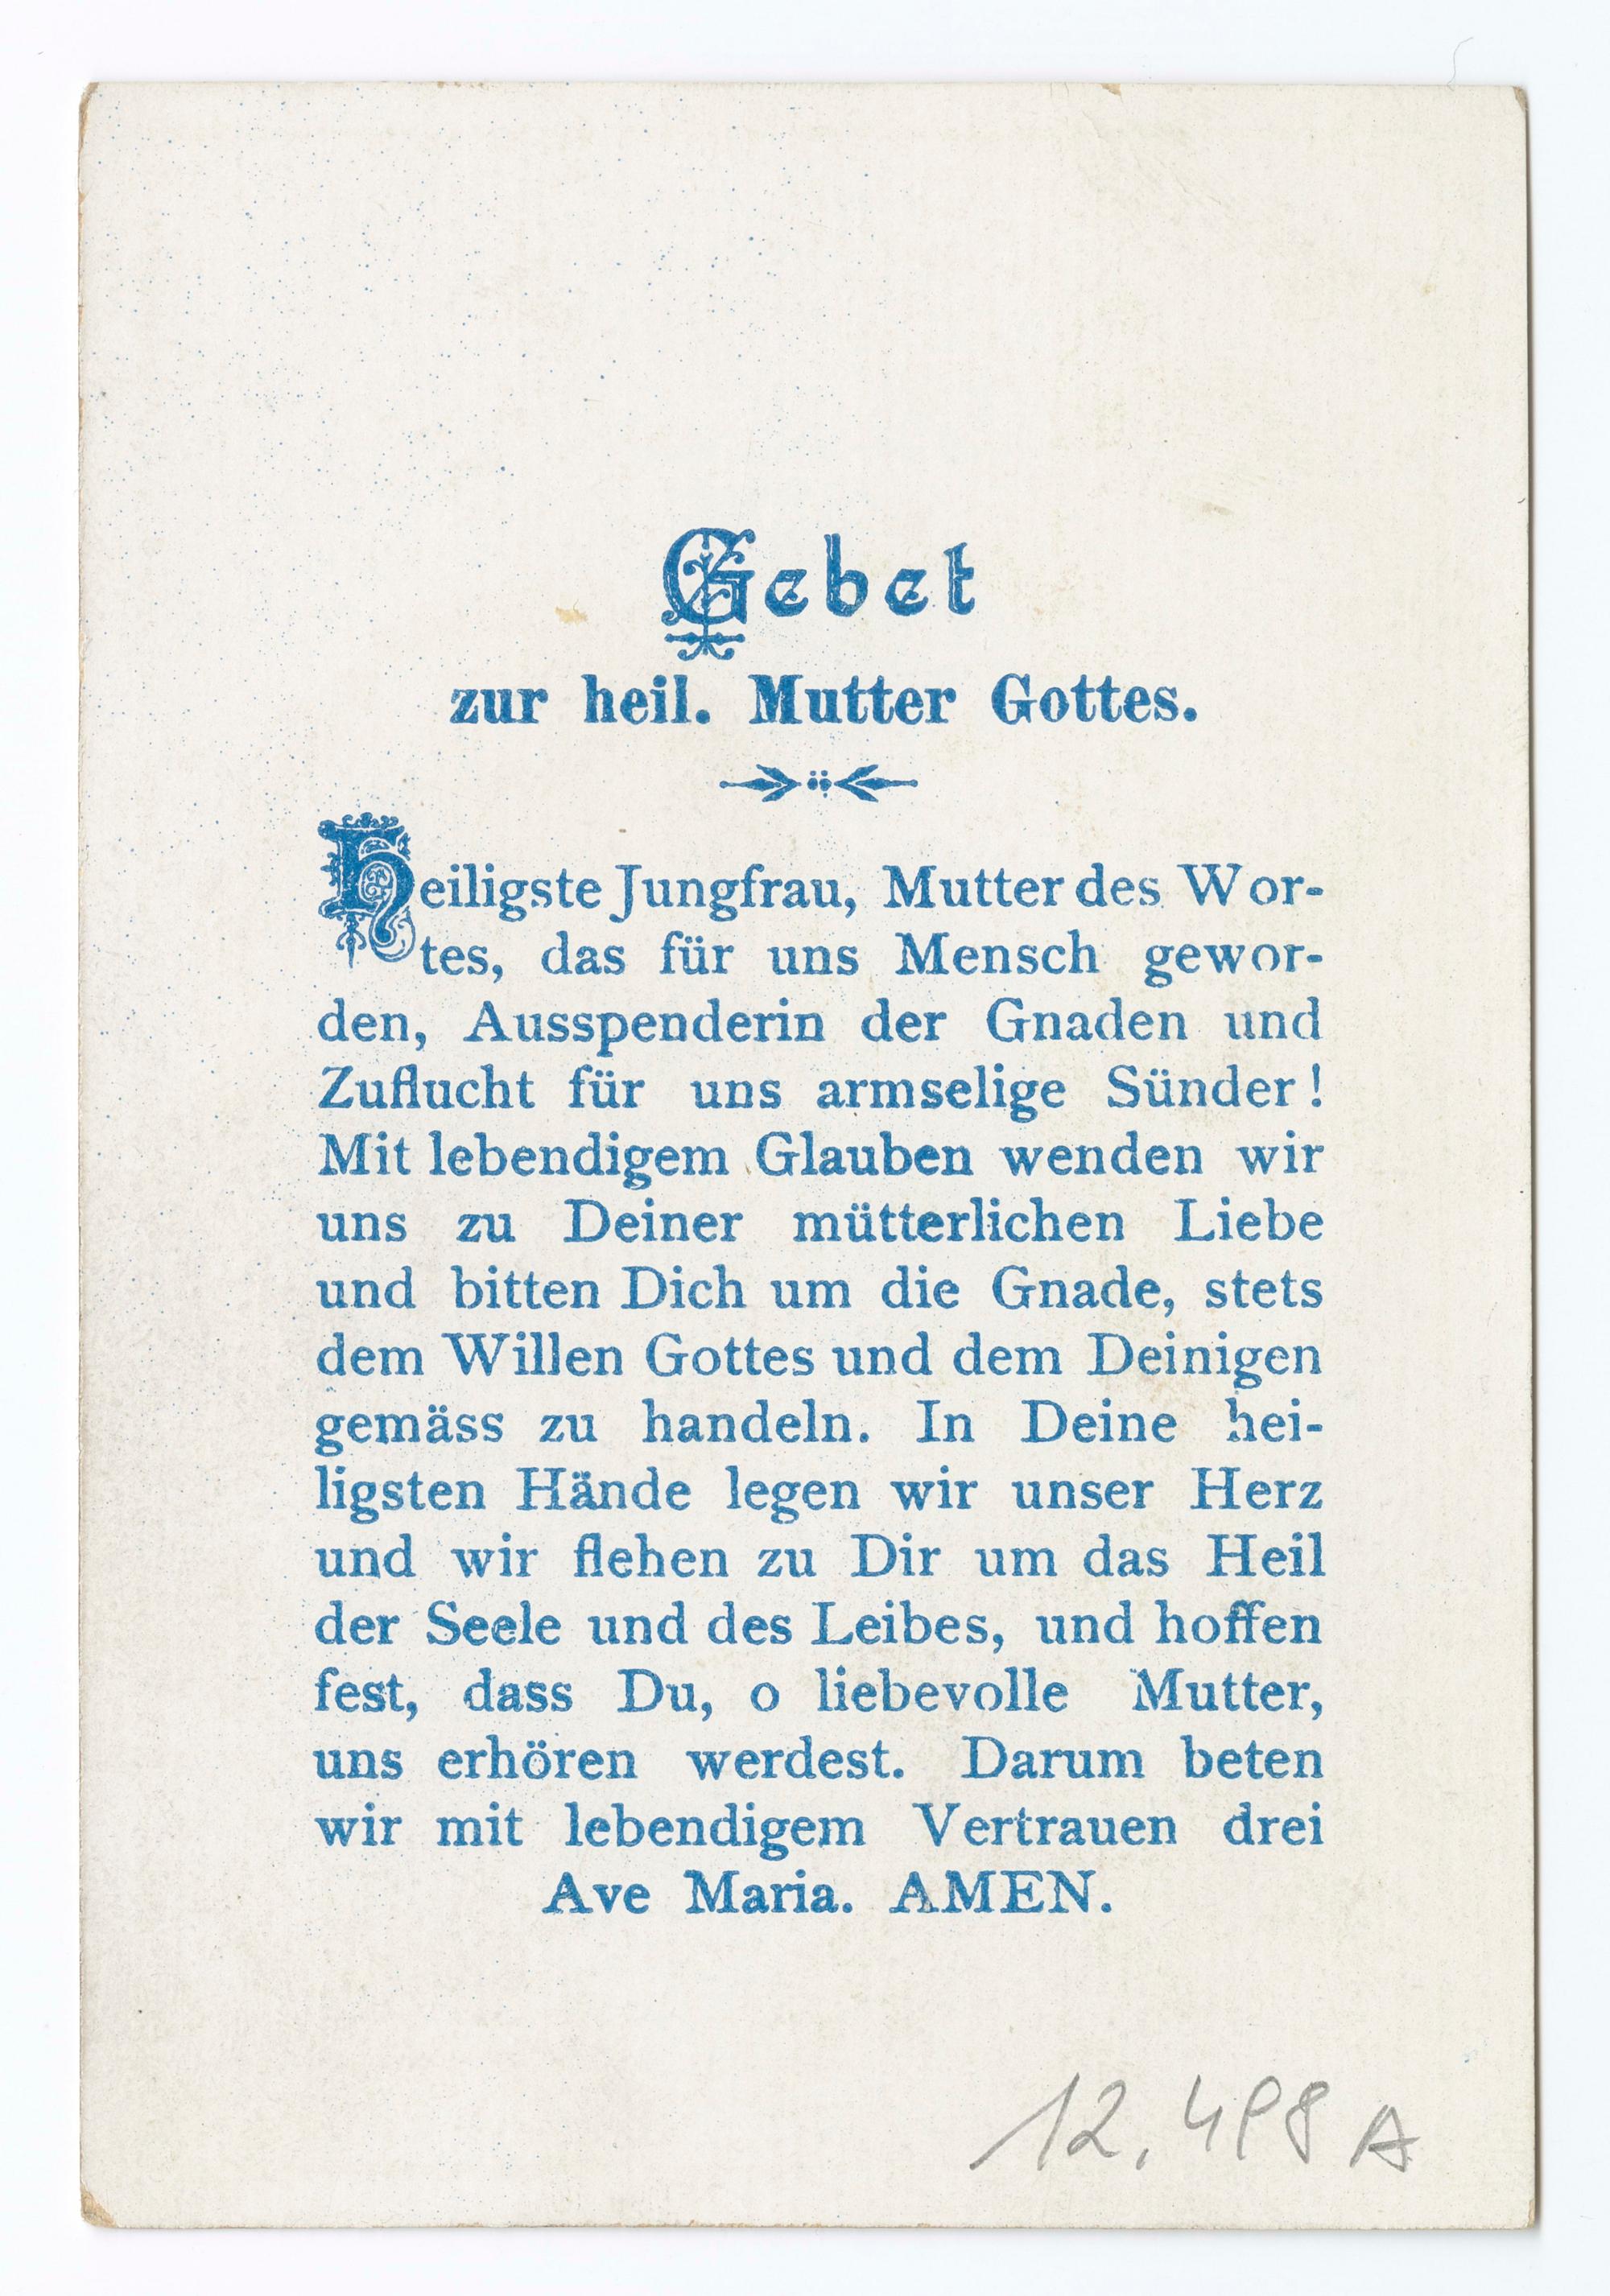 Gebet
zur heil. Mutter Gottes.
Heiligste Jungfrau, Mutter des Wor-
tes, das für uns Mensch gewor-
den, Ausspenderin der Gnaden und
Zuflucht für uns armselige Sünder!
Mit lebendigem Glauben wenden wir
uns zu Deiner mütterlichen Liebe
und bitten Dich um die Gnade, stets
dem Willen Gottes und dem Deinigen
gemäss zu handeln. In Deine hei-
ligsten Hände legen wir unser Herz
und wir flehen zu Dir um das Heil
der Seele und des Leibes, und hoffen
fest, dass Du, o liebevolle Mutter,
uns erhören werdest. Darum beten
wir mit lebendigem Vertrauen drei
Ave Maria. AMEN.
12.498 A